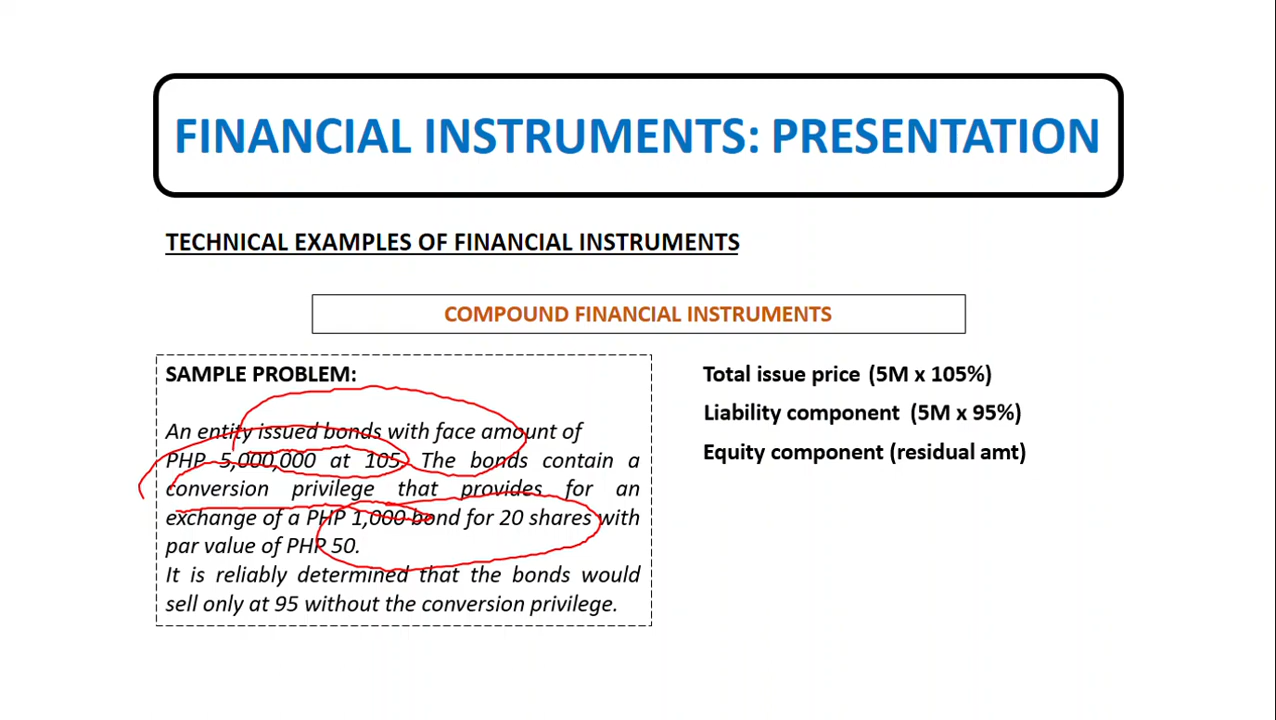 FINANCIAL INSTRUMENTS: PRESENTATION
TECHNICAL EXAMPLES OF FINANCIAL INSTRUMENTS
COMPOUND FINANCIAL INSTRUMENTS
SAMPLE PROBLEM:
An entity issued bonds with face amount of
PHP 5,000,000 at 105. The bonds contain a
conversion privilege that provides for an
exchange of a PHP 1,000 bond for 20 shares with
par value of PHP 50.
It is reliably determined that the bonds would
sell only at 95 without the conversion privilege.
Total issue price (5M x 105%)
Liability component (5M x 95%)
Equity component (residual amt)